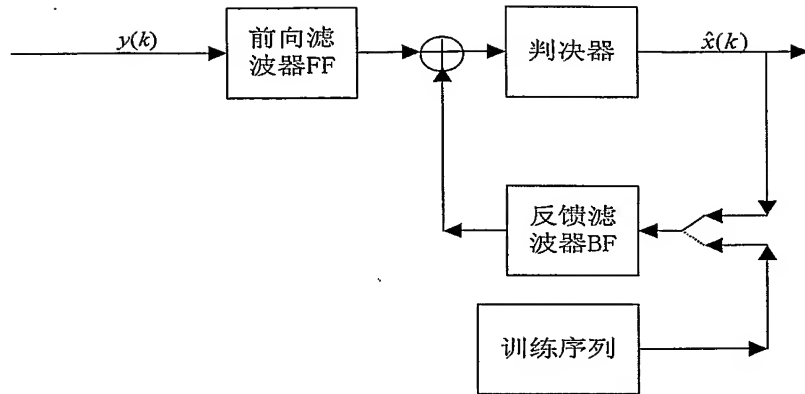 y(k)
前向滤
波器FF
判决器
x̂(k)
反馈滤
波器BF
训练序列